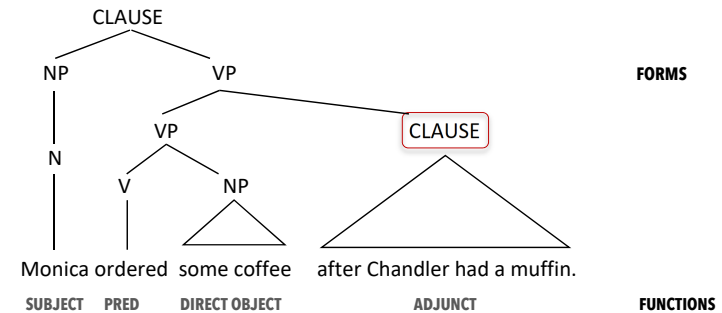 CLAUSE
NP VP FORMS
VP CLAUSE
N
V NP
Monica ordered some coffee after Chandler had a muffin.
SUBJECT PRED DIRECT OBJECT ADJUNCT FUNCTIONS